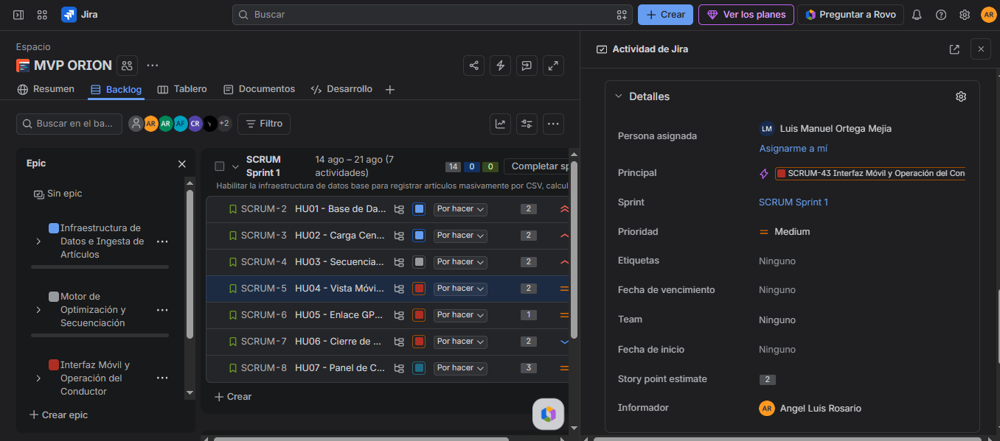 Jira
Buscar
Crear
Ver los planes
Preguntar a Rovo
AR
Espacio
MVP ORION
Resumen
Backlog
Tablero
Documentos
Desarrollo
Buscar en el ba...
AR
AR
AF
CR
+2
Filtro
Epic
Sin epic
Infraestructura de
Datos e Ingesta de
Artículos
Motor de
Optimización y
Secuenciación
Interfaz Móvil y
Operación del
Conductor
Crear epic
SCRUM
Sprint 1
14 ago – 21 ago (7
actividades)
14 0 0
Completar sp
Habilitar la infraestructura de datos base para registrar artículos masivamente por CSV, calcul
SCRUM-2 HU01 - Base de Da... Por hacer 2
SCRUM-3 HU02 - Carga Cen... Por hacer 2
SCRUM-4 HU03 - Secuencia... Por hacer 2
SCRUM-5 HU04 - Vista Móvi... Por hacer 2
SCRUM-6 HU05 - Enlace GP... Por hacer 1
SCRUM-7 HU06 - Cierre de ... Por hacer 2
SCRUM-8 HU07 - Panel de C... Por hacer 3
Crear
Actividad de Jira
Detalles
Persona asignada
LM Luis Manuel Ortega Mejia
Asignarme a mí
Principal
SCRUM-43 Interfaz Móvil y Operación del Con
Sprint
SCRUM Sprint 1
Prioridad
Medium
Etiquetas
Ninguno
Fecha de vencimiento
Ninguno
Team
Ninguno
Fecha de inicio
Ninguno
Story point estimate
2
Informador
AR Angel Luis Rosario